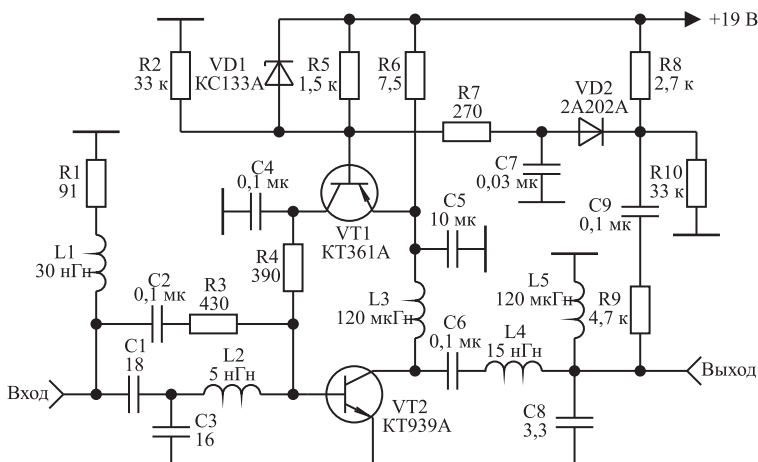 +19 В
R2
33 к
VD1
КС133А
R5
1,5 к
R6
7,5
R8
2,7 к
R7
270
VD2
2А202А
R1
91
C4
0,1 мк
C7
0,03 мк
R10
33 к
C9
0,1 мк
VT1
КТ361А
C5
10 мк
L1
30 нГн
R4
390
C2
0,1 мк
R3
430
L3
120 мкГн
L5
120 мкГн
R9
4,7 к
C6
0,1 мк
L4
15 нГн
C1
18
L2
5 нГн
Вход
Выход
VT2
КТ939А
C3
16
C8
3,3